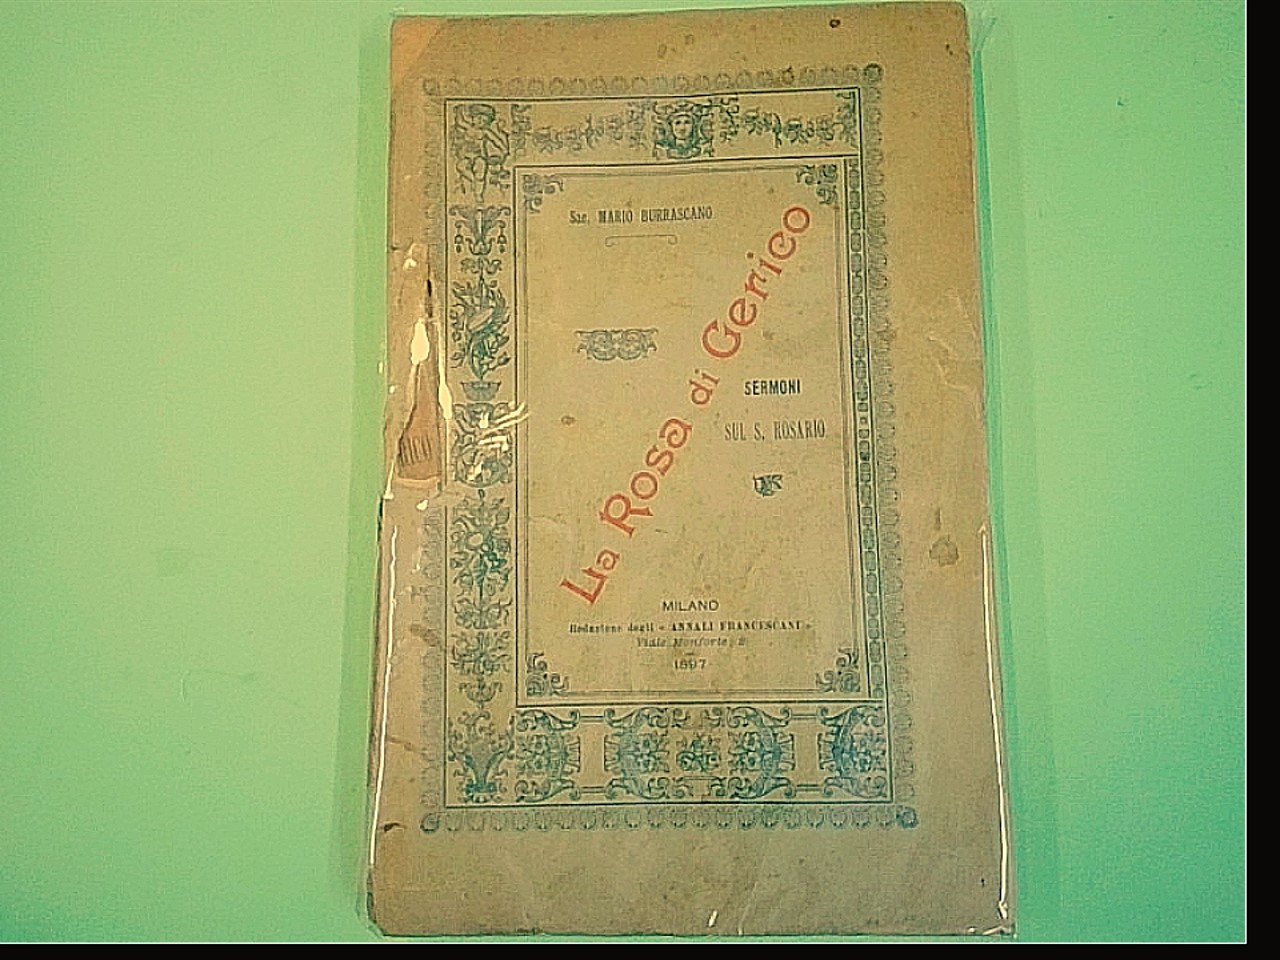 Sac. MARIO BURRASCANO
La Rosa di Gerico
SERMONI
SUL S. ROSARIO
MILANO
Redazione degli « ANNALI FRANCESCANI »
Viale Monforte, 2
1897
RICO